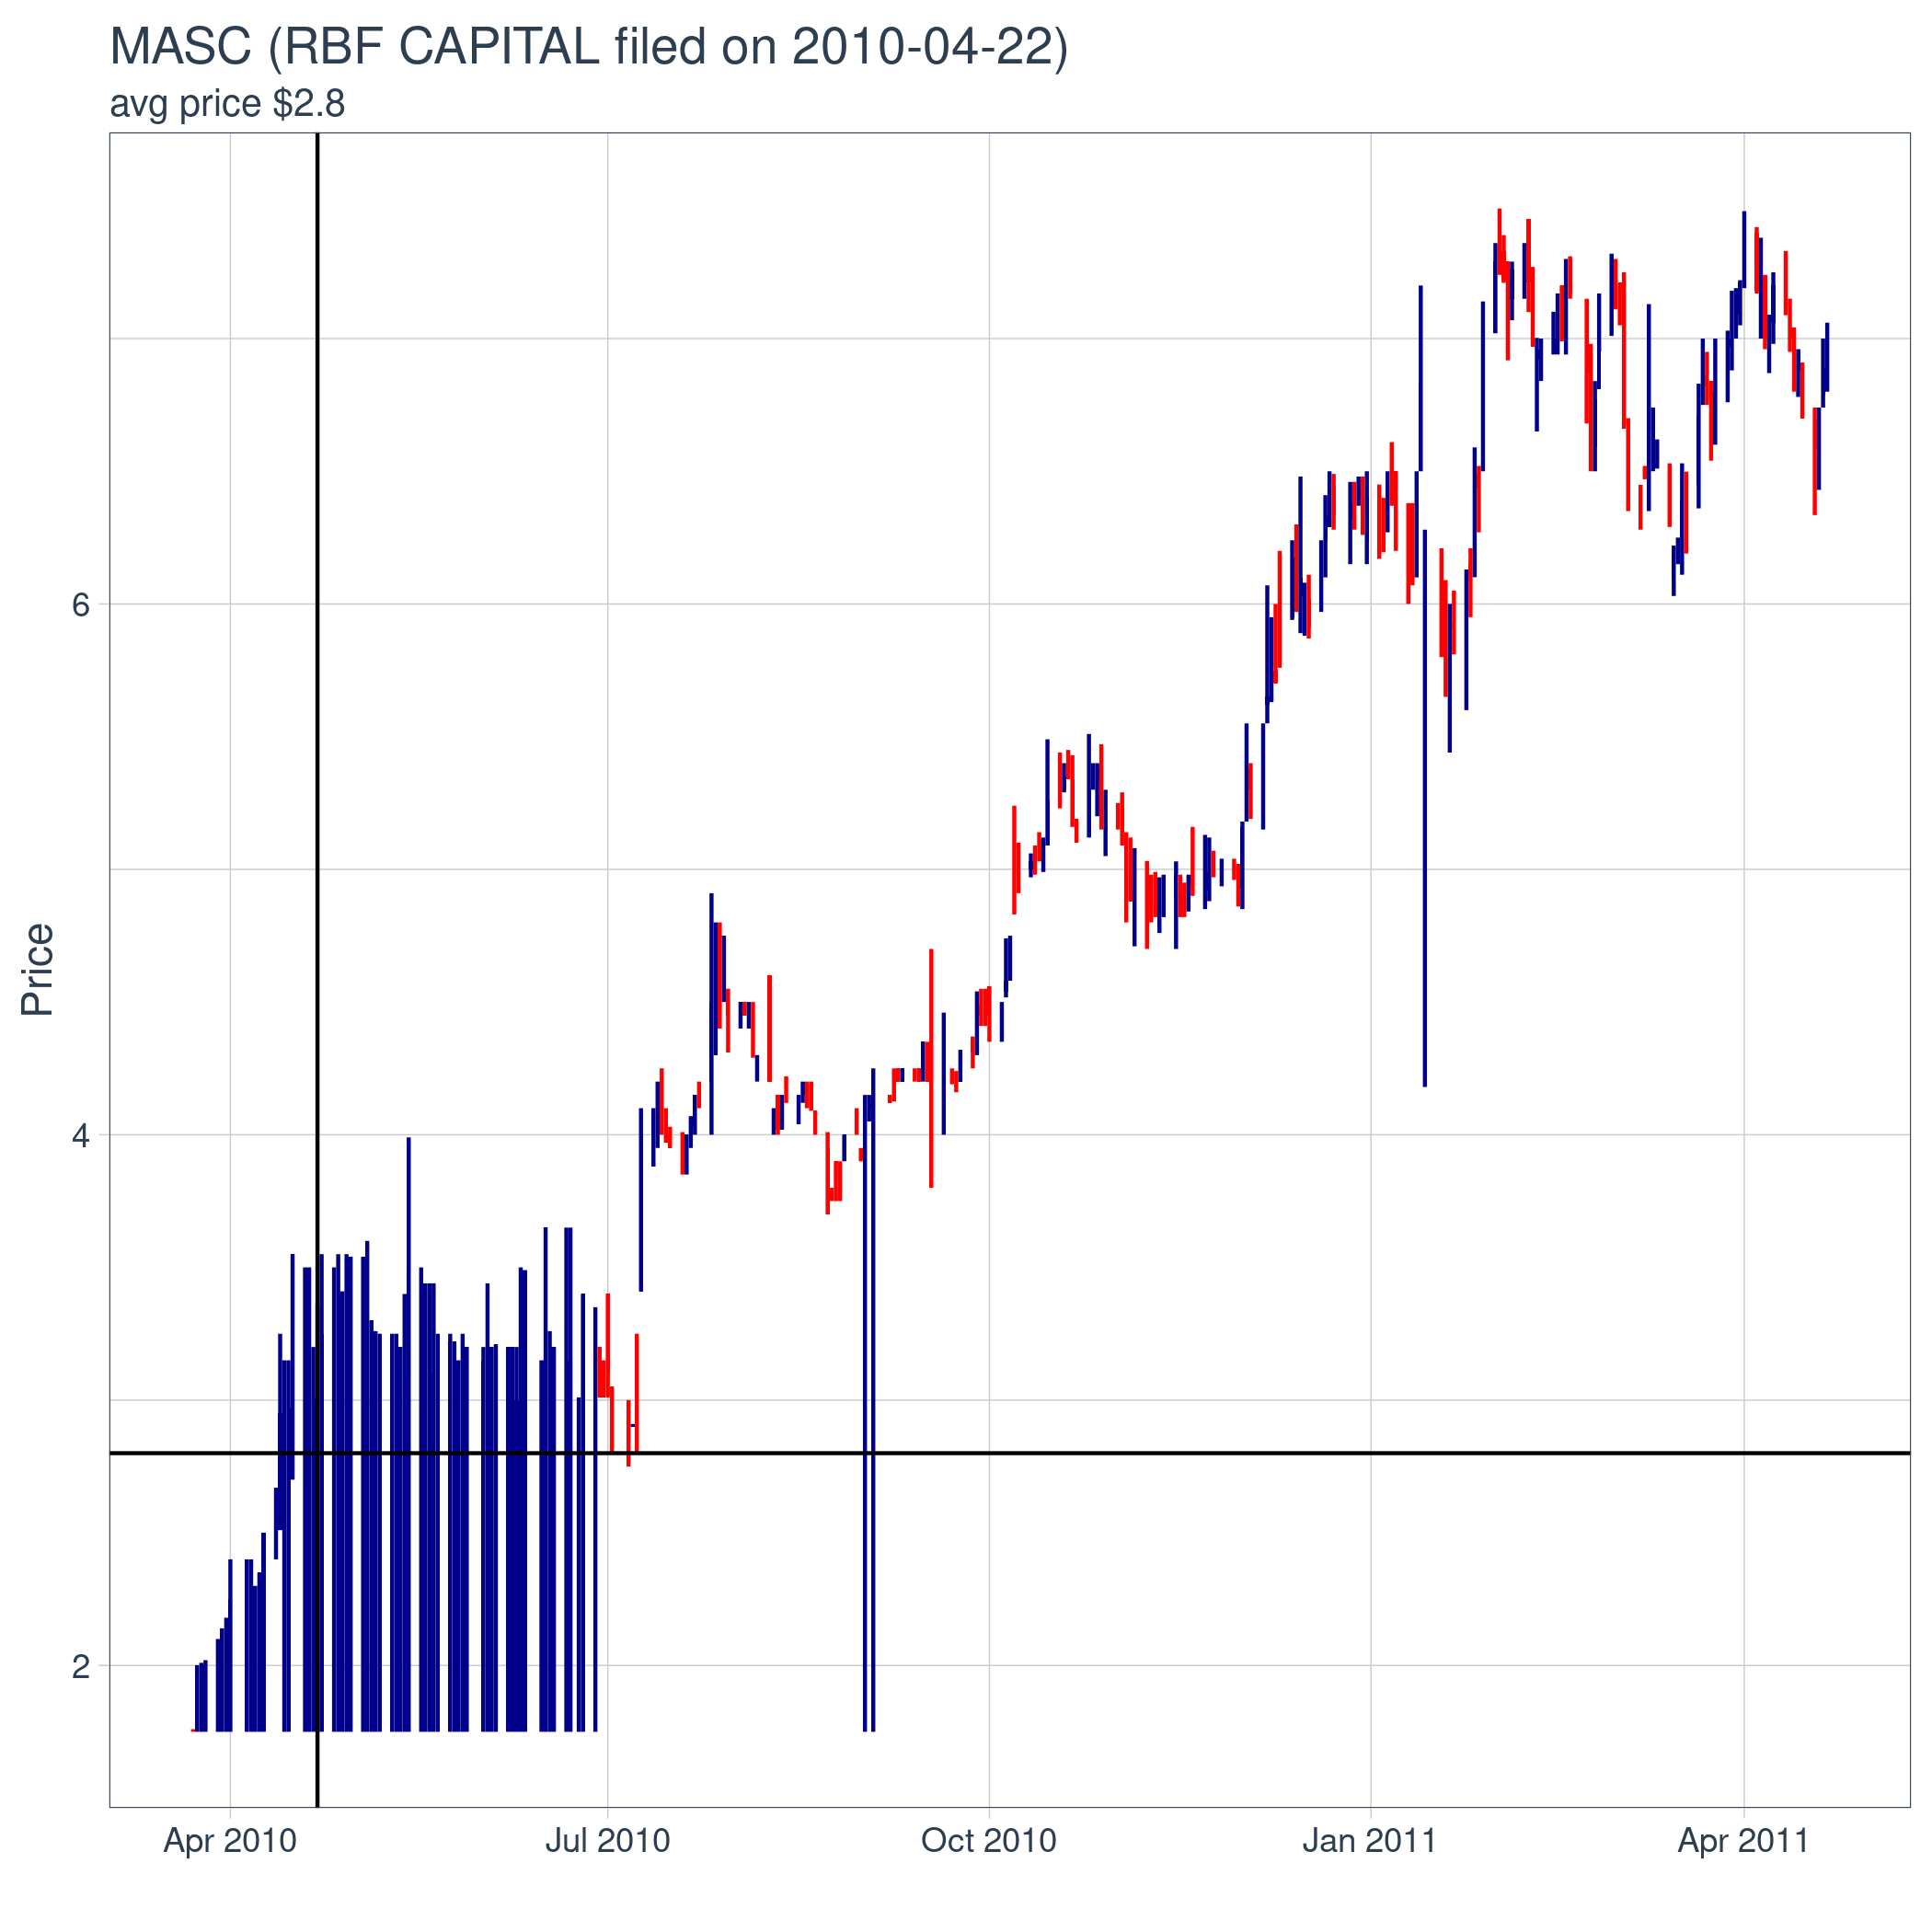 MASC (RBF CAPITAL filed on 2010-04-22)
avg price $2.8
Price
6
4
2
Apr 2010 Jul 2010 Oct 2010 Jan 2011 Apr 2011